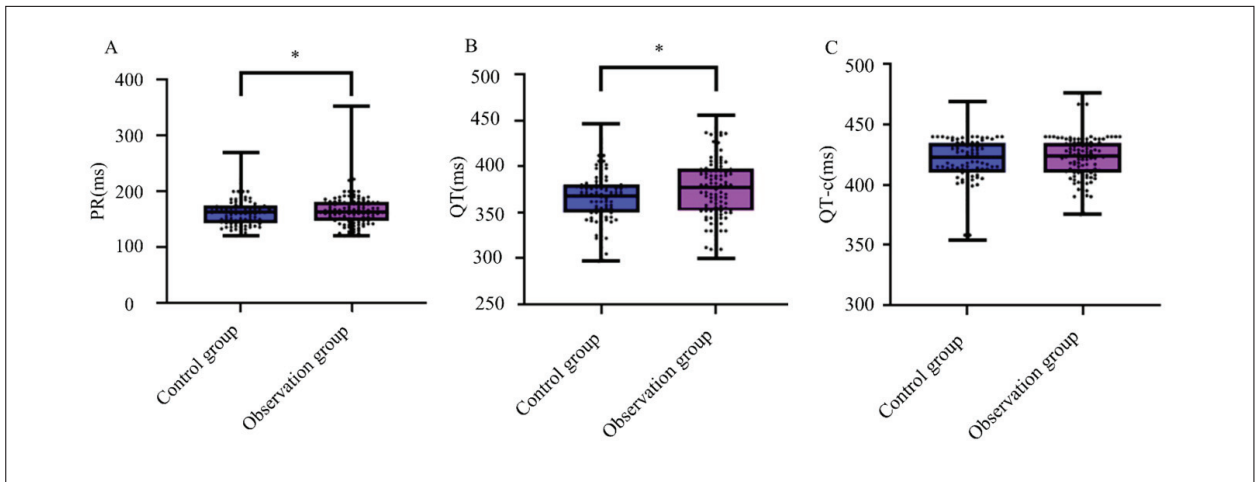 A
*
PR(ms)
400
300
200
100
0
Control group
Observation group
B
*
QT(ms)
500
450
400
350
300
250
Control group
Observation group
C
QT-c(ms)
500
450
400
350
300
Control group
Observation group